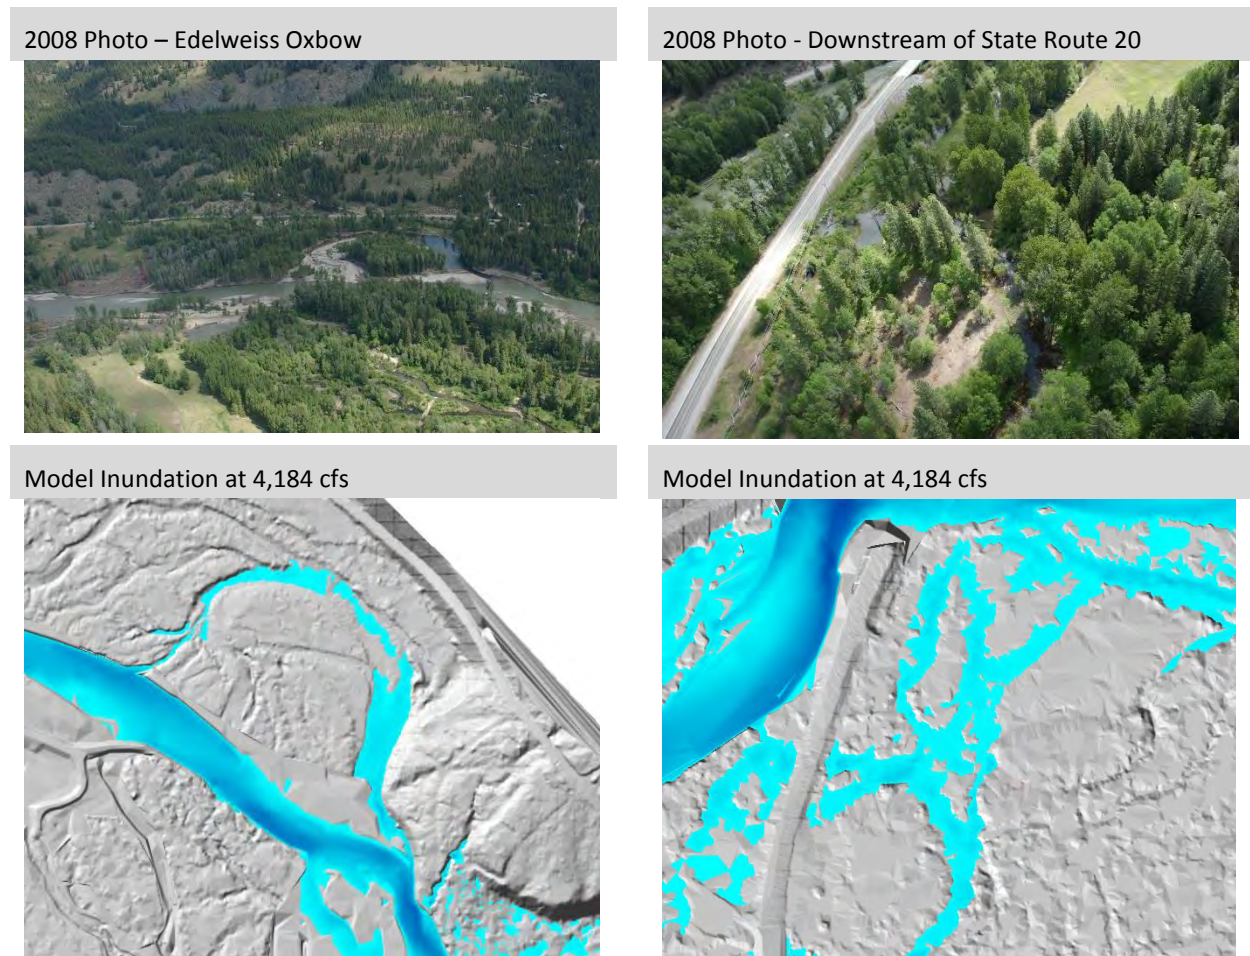 2008 Photo – Edelweiss Oxbow
2008 Photo - Downstream of State Route 20
Model Inundation at 4,184 cfs
Model Inundation at 4,184 cfs